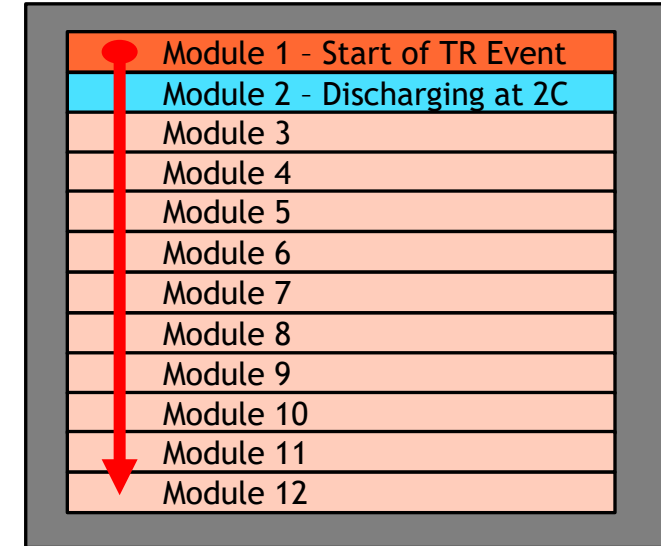 Module 1 – Start of TR Event
Module 2 – Discharging at 2C
Module 3
Module 4
Module 5
Module 6
Module 7
Module 8
Module 9
Module 10
Module 11
Module 12